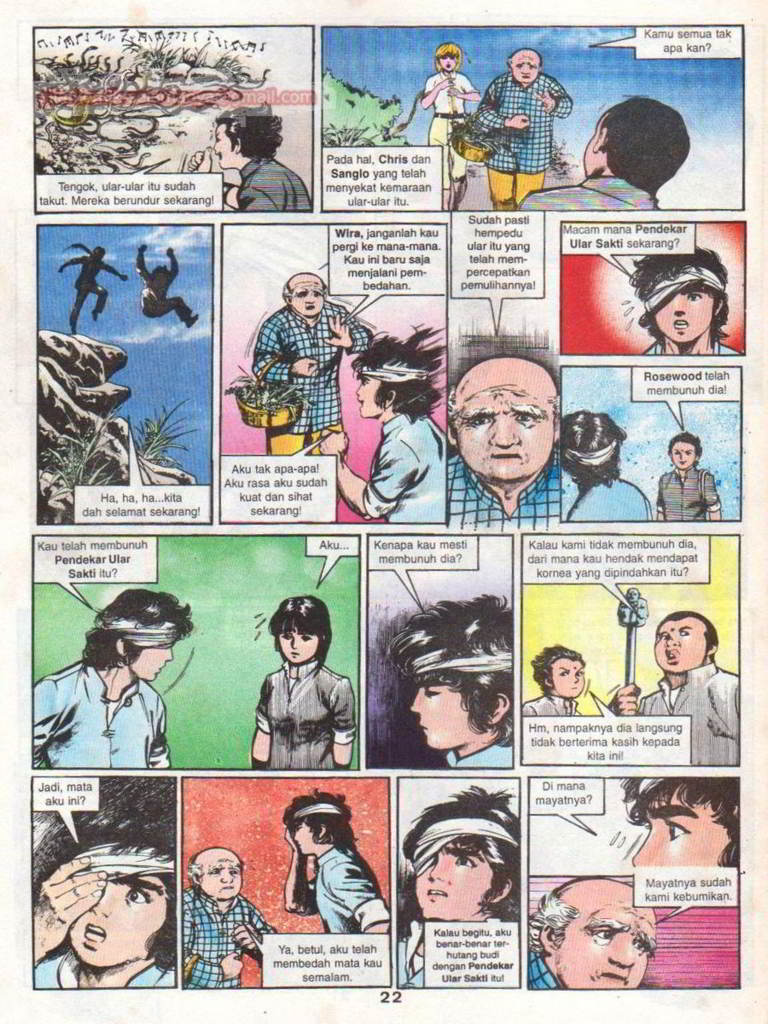 Tengok, ular-ular itu sudah
takut. Mereka berundur sekarang!
Kamu semua tak
apa kan?
Pada hal, Chris dan
Sanglo yang telah
menyekat kemaraan
ular-ular itu.
Ha, ha, ha...kita
dah selamat sekarang!
Wira, janganlah kau
pergi ke mana-mana.
Kau ini baru saja
menjalani pem-
bedahan.
Aku tak apa-apa!
Aku rasa aku sudah
kuat dan sihat
sekarang!
Sudah pasti
hempedu
ular itu yang
telah mem-
percepatkan
pemulihannya!
Macam mana Pendekar
Ular Sakti sekarang?
Rosewood telah
membunuh dia!
Kau telah membunuh
Pendekar Ular
Sakti itu?
Aku...
Kenapa kau mesti
membunuh dia?
Kalau kami tidak membunuh dia,
dari mana kau hendak mendapat
kornea yang dipindahkan itu?
Hm, nampaknya dia langsung
tidak berterima kasih kepada
kita ini!
Jadi, mata
aku ini?
Ya, betul, aku telah
membedah mata kau
semalam.
Kalau begitu, aku
benar-benar ter-
hutang budi
dengan Pendekar
Ular Sakti itu!
Di mana
mayatnya?
Mayatnya sudah
kami kebumikan.
22